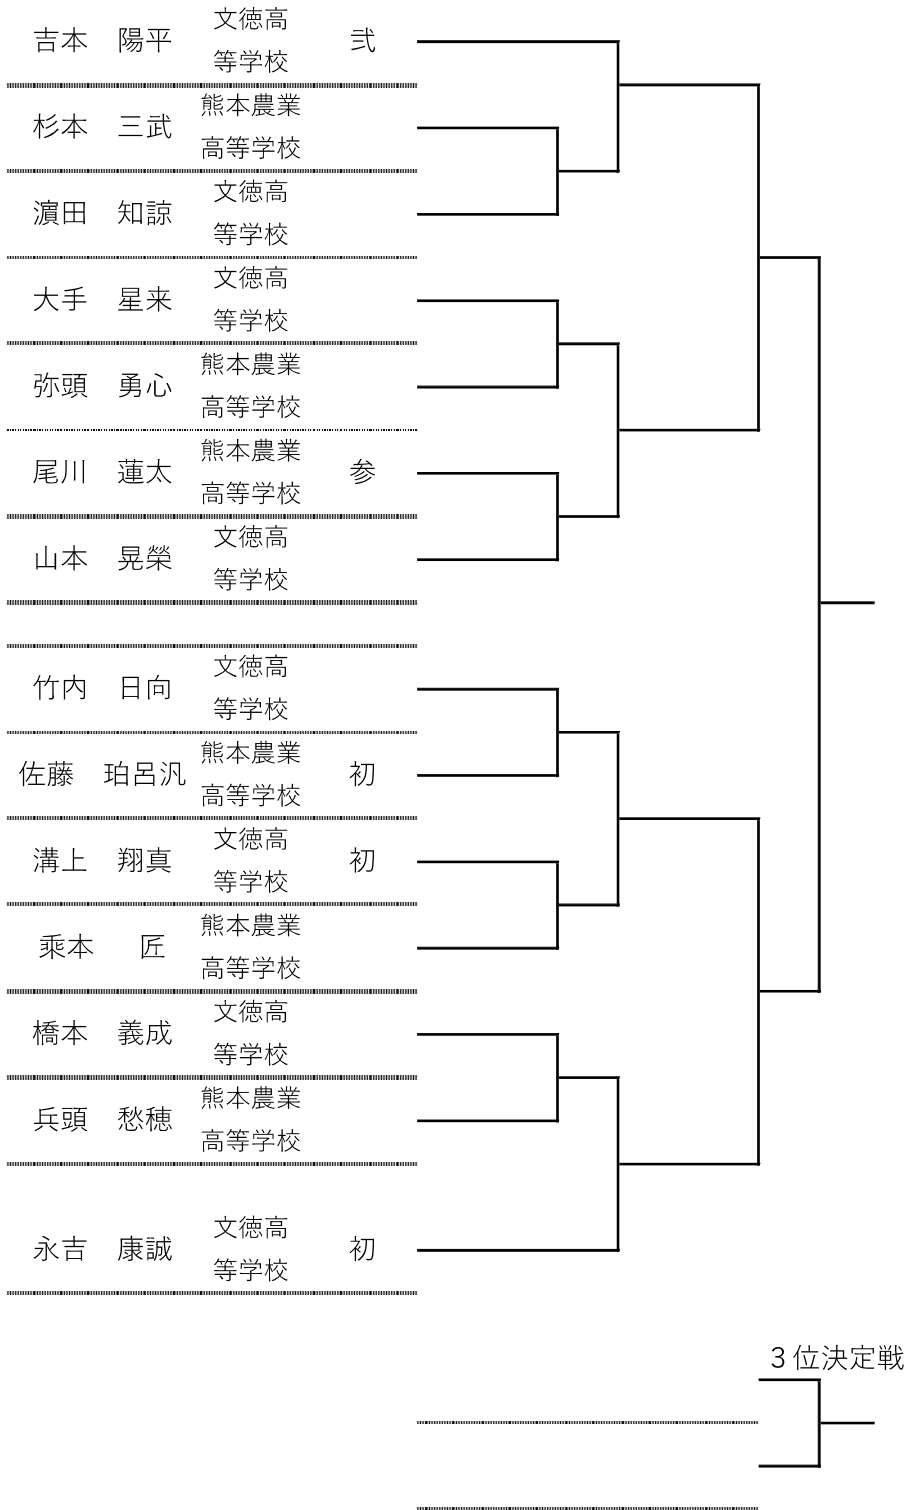 吉本 陽平 文徳高等学校 弐
杉本 三武 熊本農業高等学校
濵田 知諒 文徳高等学校
大手 星来 文徳高等学校
弥頭 勇心 熊本農業高等学校
尾川 蓮太 熊本農業高等学校 参
山本 晃榮 文徳高等学校
竹内 日向 文徳高等学校
佐藤 珀呂汎 熊本農業高等学校 初
溝上 翔真 文徳高等学校 初
乘本 匠 熊本農業高等学校
橋本 義成 文徳高等学校
兵頭 愁穂 熊本農業高等学校
永吉 康誠 文徳高等学校 初
３位決定戦